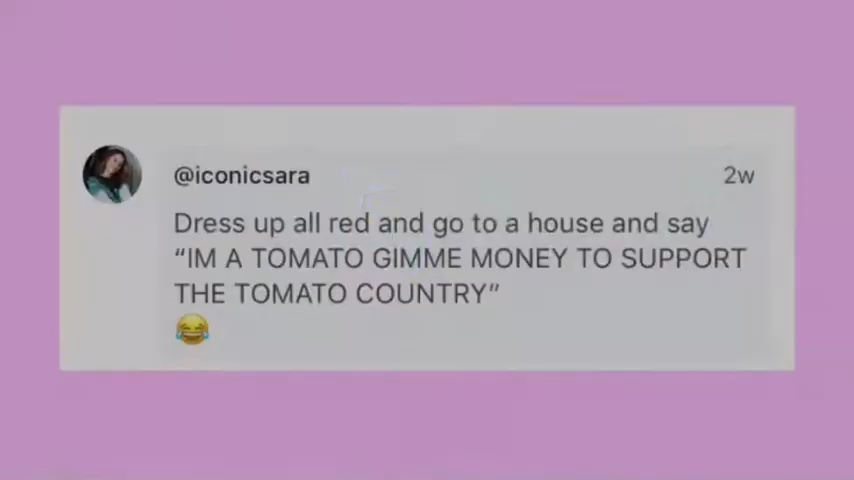 @iconicsara 2w
Dress up all red and go to a house and say
“IM A TOMATO GIMME MONEY TO SUPPORT
THE TOMATO COUNTRY”
😂